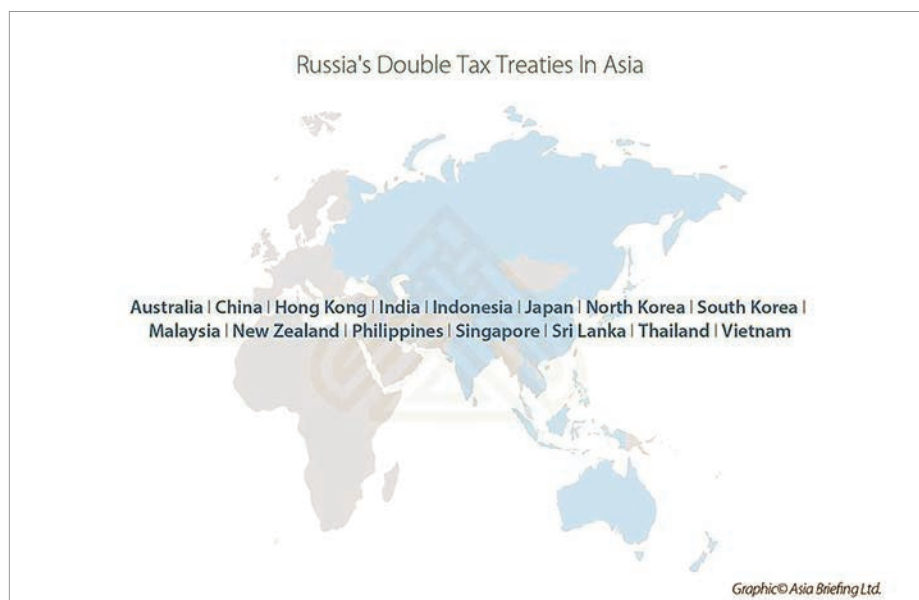 Russia's Double Tax Treaties In Asia
Australia | China | Hong Kong | India | Indonesia | Japan | North Korea | South Korea |
Malaysia | New Zealand | Philippines | Singapore | Sri Lanka | Thailand | Vietnam
Graphic© Asia Briefing Ltd.